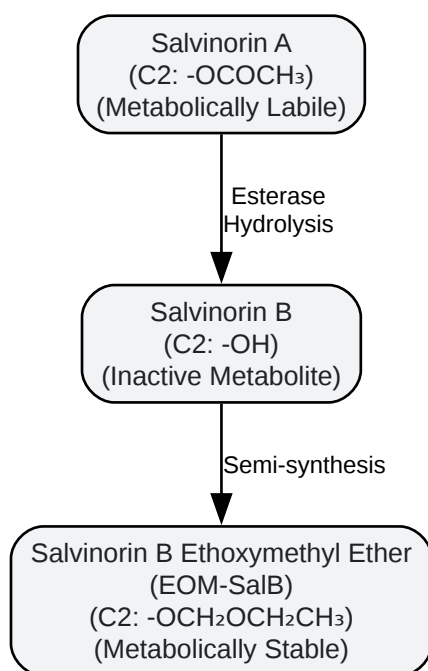 Salvinorin A
(C2: -OCOCH₃)
(Metabolically Labile)
Esterase
Hydrolysis
Salvinorin B
(C2: -OH)
(Inactive Metabolite)
Semi-synthesis
Salvinorin B Ethoxymethyl Ether
(EOM-SalB)
(C2: -OCH₂OCH₂CH₃)
(Metabolically Stable)